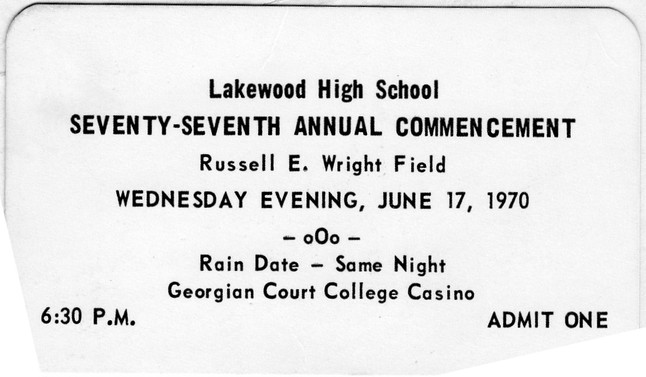 Lakewood High School
SEVENTY-SEVENTH ANNUAL COMMENCEMENT
Russell E. Wright Field
WEDNESDAY EVENING, JUNE 17, 1970
– oOo –
Rain Date – Same Night
Georgian Court College Casino
6:30 P.M. ADMIT ONE